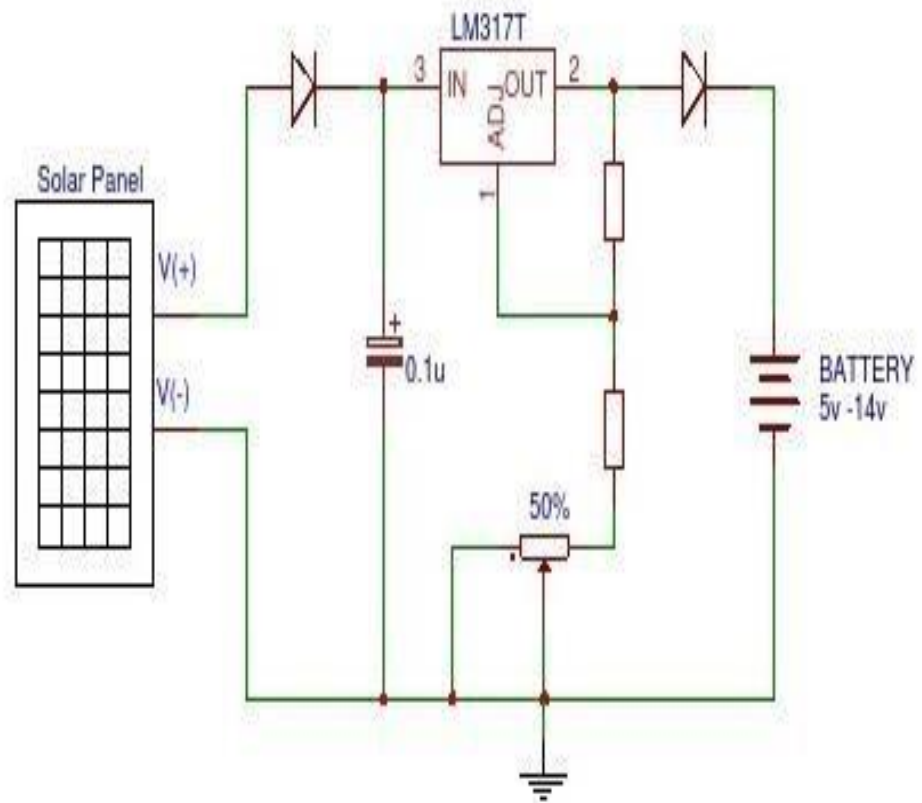 LM317T
3
IN
OUT
2
ADJ
1
Solar Panel
V(+)
V(-)
+
0.1u
BATTERY
5v -14v
50%